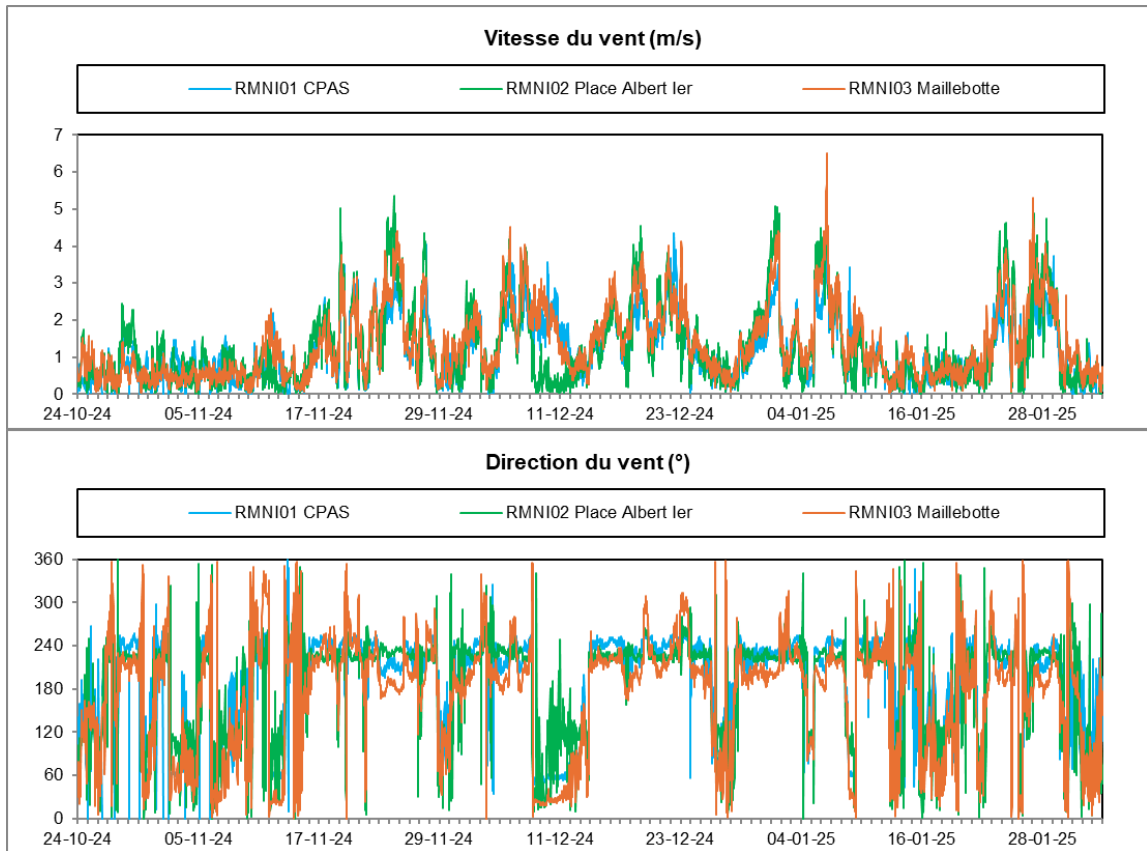 Vitesse du vent (m/s)
RMNI01 CPAS RMNI02 Place Albert Ier RMNI03 Maillebotte
7
6
5
4
3
2
1
0
24-10-24 05-11-24 17-11-24 29-11-24 11-12-24 23-12-24 04-01-25 16-01-25 28-01-25
Direction du vent (°)
RMNI01 CPAS RMNI02 Place Albert Ier RMNI03 Maillebotte
360
300
240
180
120
60
0
24-10-24 05-11-24 17-11-24 29-11-24 11-12-24 23-12-24 04-01-25 16-01-25 28-01-25